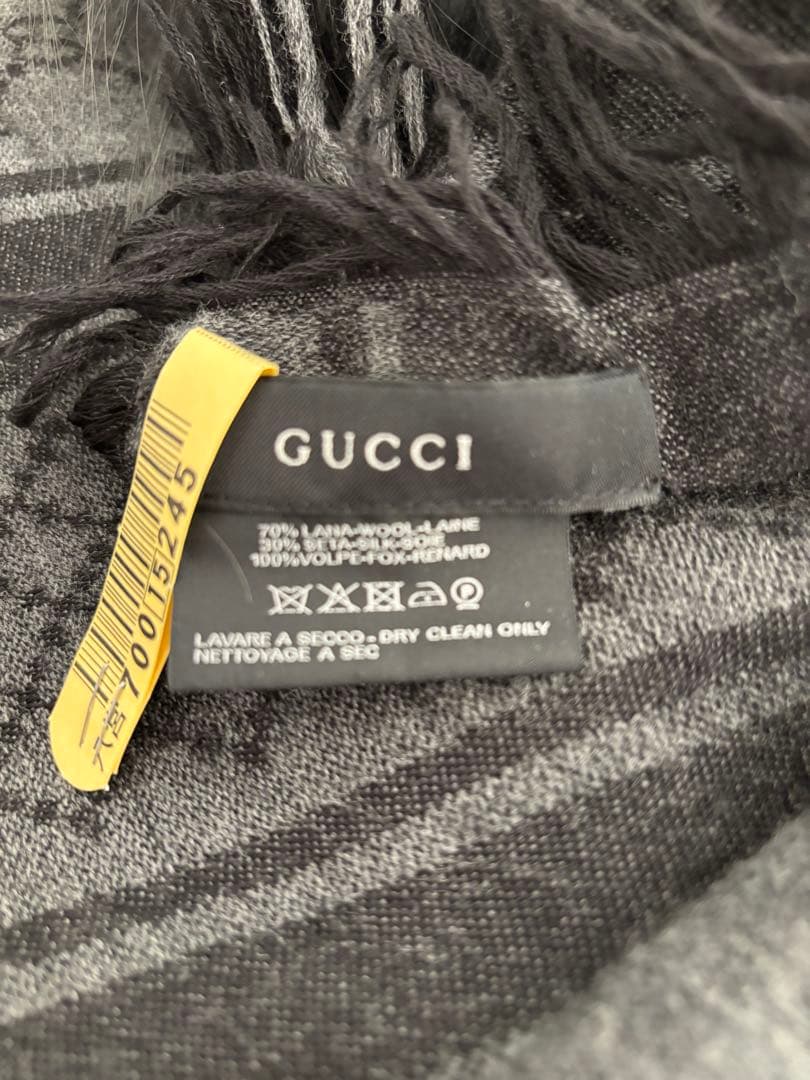 GUCCI
70% LANA-WOOL-LAINE
30% SETA-SILK-SOIE
100%VOLPE-FOX-RENARD
LAVARE A SECCO - DRY CLEAN ONLY
NETTOYAGE A SEC
70015245